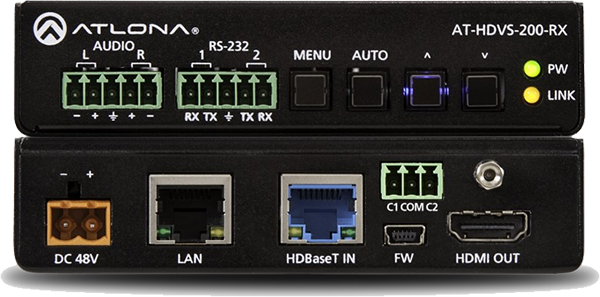 ATLONA®
AT-HDVS-200-RX
AUDIO
L R
RS-232
1 2
MENU
AUTO
^
v
PW
LINK
− + ⏚ + −
RX TX ⏚ TX RX
− +
DC 48V
LAN
HDBaseT IN
C1 COM C2
FW
HDMI OUT